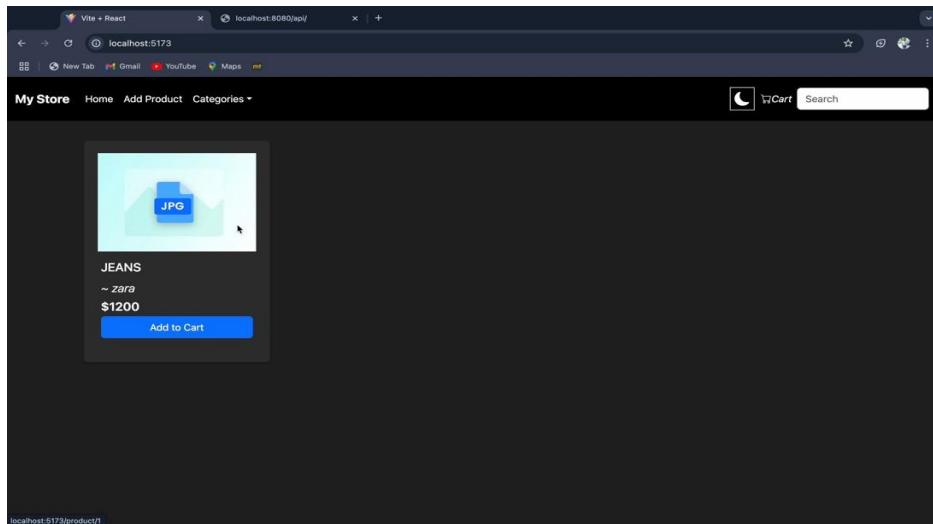 Vite + React
localhost:8080/api/
localhost:5173
New Tab
Gmail
YouTube
Maps
mt
My Store
Home
Add Product
Categories
Cart
Search
JPG
JEANS
~ zara
$1200
Add to Cart
localhost:5173/product/1